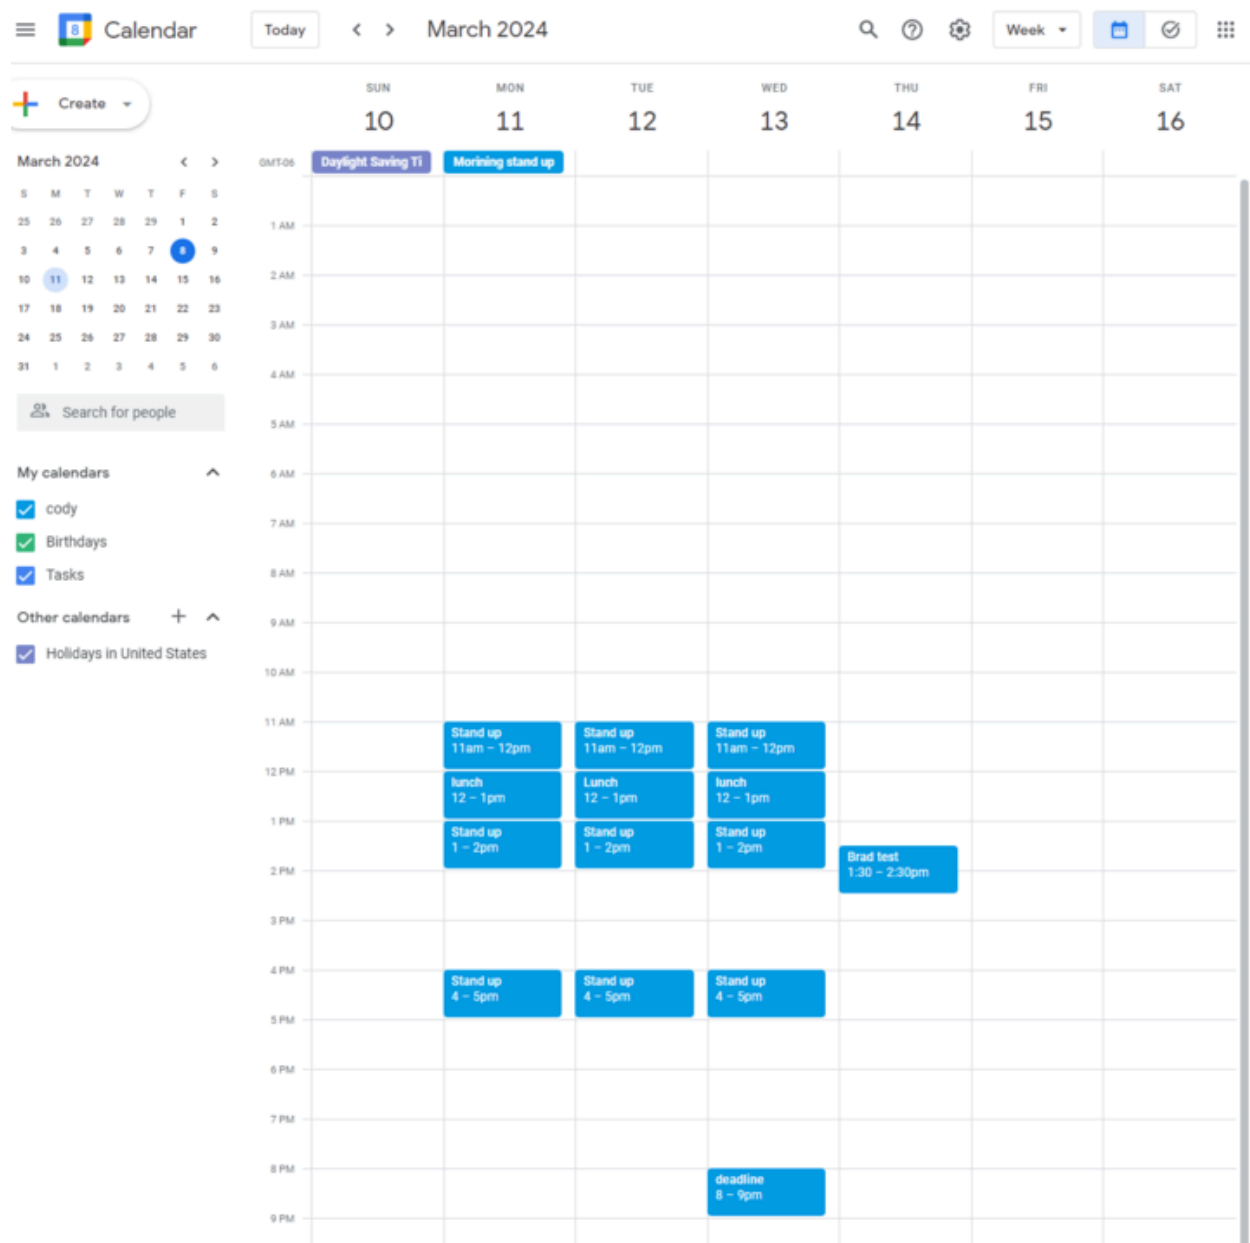 8 Calendar Today March 2024 Week
Create
SUN MON TUE WED THU FRI SAT
10 11 12 13 14 15 16
March 2024
GMT-06 Daylight Saving Ti Morining stand up
S M T W T F S
25 26 27 28 29 1 2
3 4 5 6 7 8 9
10 11 12 13 14 15 16
17 18 19 20 21 22 23
24 25 26 27 28 29 30
31 1 2 3 4 5 6
Search for people
My calendars
cody
Birthdays
Tasks
Other calendars
Holidays in United States
1 AM
2 AM
3 AM
4 AM
5 AM
6 AM
7 AM
8 AM
9 AM
10 AM
11 AM
Stand up Stand up Stand up
11am – 12pm 11am – 12pm 11am – 12pm
12 PM
lunch Lunch lunch
12 – 1pm 12 – 1pm 12 – 1pm
1 PM
Stand up Stand up Stand up
1 – 2pm 1 – 2pm 1 – 2pm
Brad test
1:30 – 2:30pm
2 PM
3 PM
4 PM
Stand up Stand up Stand up
4 – 5pm 4 – 5pm 4 – 5pm
5 PM
6 PM
7 PM
8 PM
deadline
8 – 9pm
9 PM